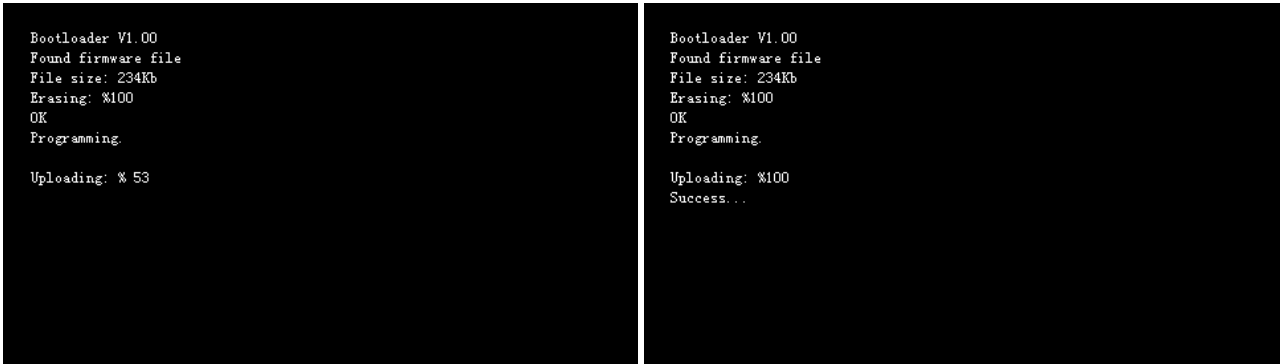 Bootloader V1.00
Found firmware file
File size: 234Kb
Erasing: %100
OK
Programming.
Uploading: % 53
Bootloader V1.00
Found firmware file
File size: 234Kb
Erasing: %100
OK
Programming.
Uploading: %100
Success...